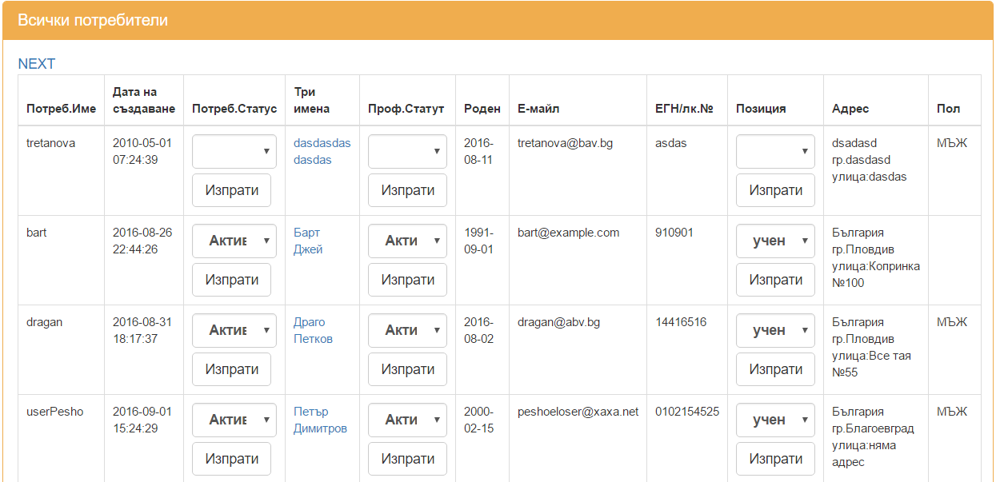 Всички потребители
NEXT
Потреб.Име
Дата на
създаване
Потреб.Статус
Три
имена
Проф.Статут
Роден
Е-майл
ЕГН/лк.№
Позиция
Адрес
Пол
tretanova
2010-05-01
07:24:39
Изпрати
dasdasdas
dasdas
Изпрати
2016-
08-11
tretanova@bav.bg
asdas
Изпрати
dsadasd
гр.dasdasd
улица:dasdas
МЪЖ
bart
2016-08-26
22:44:26
Актив
Изпрати
Барт
Джей
Акти
Изпрати
1991-
09-01
bart@example.com
910901
учен
Изпрати
България
гр.Пловдив
улица:Копринка
№100
dragan
2016-08-31
18:17:37
Актив
Изпрати
Драго
Петков
Акти
Изпрати
2016-
08-02
dragan@abv.bg
14416516
учен
Изпрати
България
гр.Пловдив
улица:Все тая
№55
МЪЖ
userPesho
2016-09-01
15:24:29
Актив
Изпрати
Петър
Димитров
Акти
Изпрати
2000-
02-15
peshoeloser@xaxa.net
0102154525
учен
Изпрати
България
гр.Благоевград
улица:няма
адрес
МЪЖ